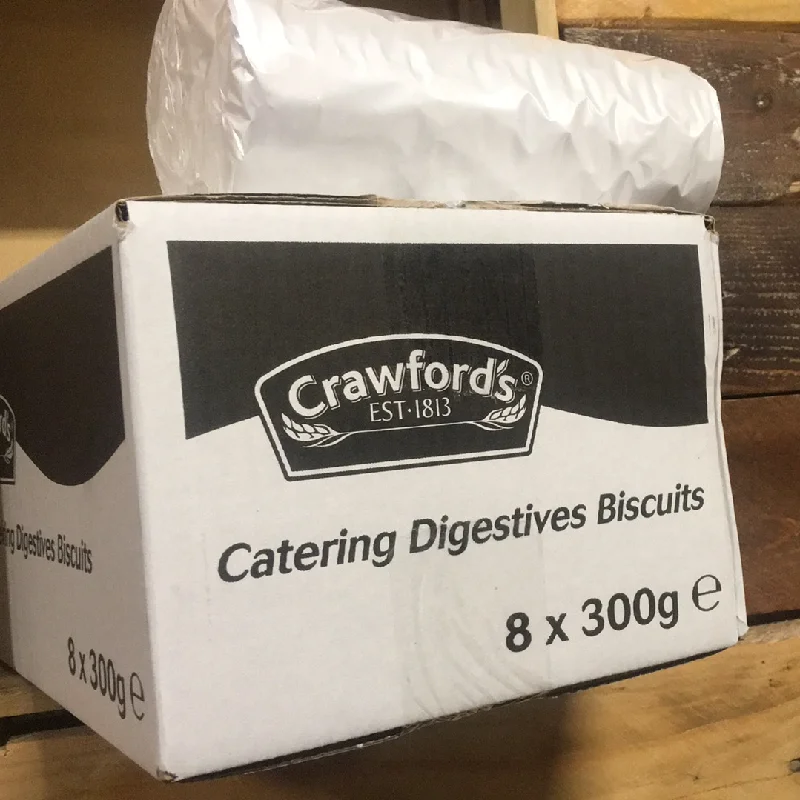 Crawford's®
EST·1813
Catering Digestives Biscuits
8 x 300g ℮
Digestives Biscuits
8 x 300g ℮